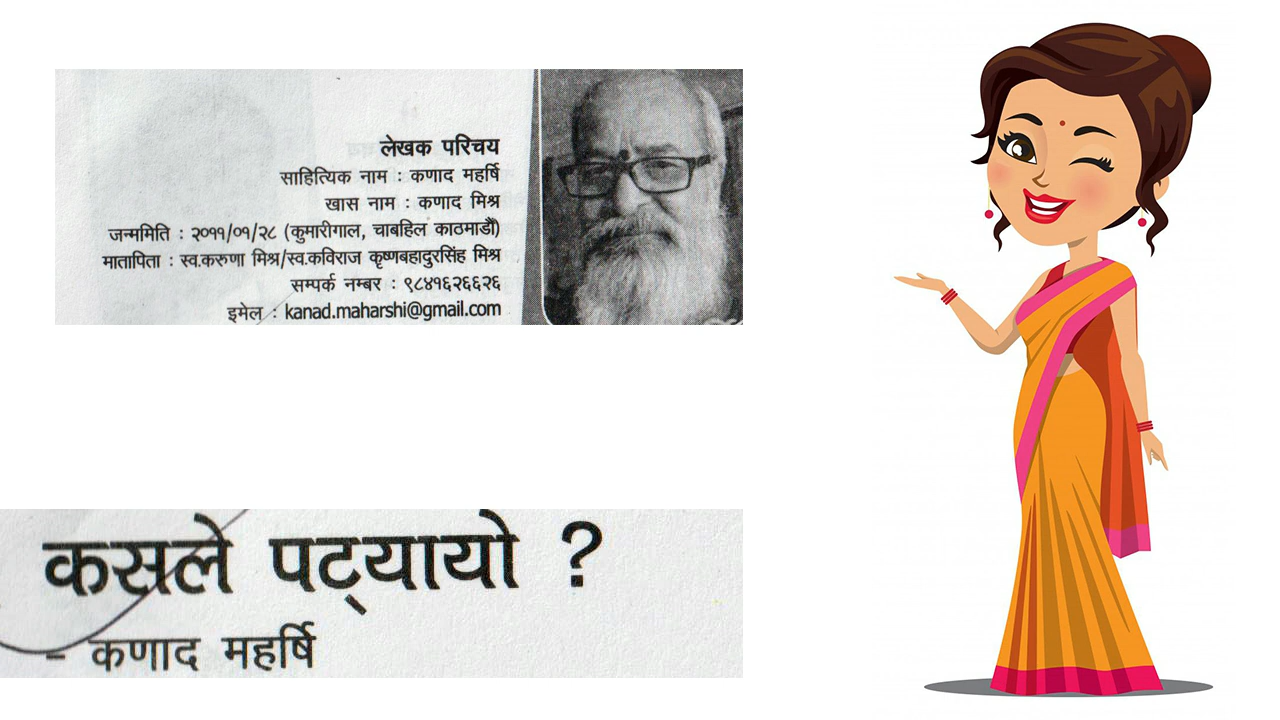 लेखक परिचय
साहित्यिक नाम : कणाद महर्षि
खास नाम : कणाद मिश्र
जन्ममिति : २०११/०१/२८ (कुमारीगाल, चाबहिल काठमाडौं)
मातापिता : स्व.करुणा मिश्र/स्व.कविराज कृष्णबहादुरसिंह मिश्र
सम्पर्क नम्बर : ९८४१६२६६२६
इमेल : kanad.maharshi@gmail.com
कसले पट्यायो ?
- कणाद महर्षि